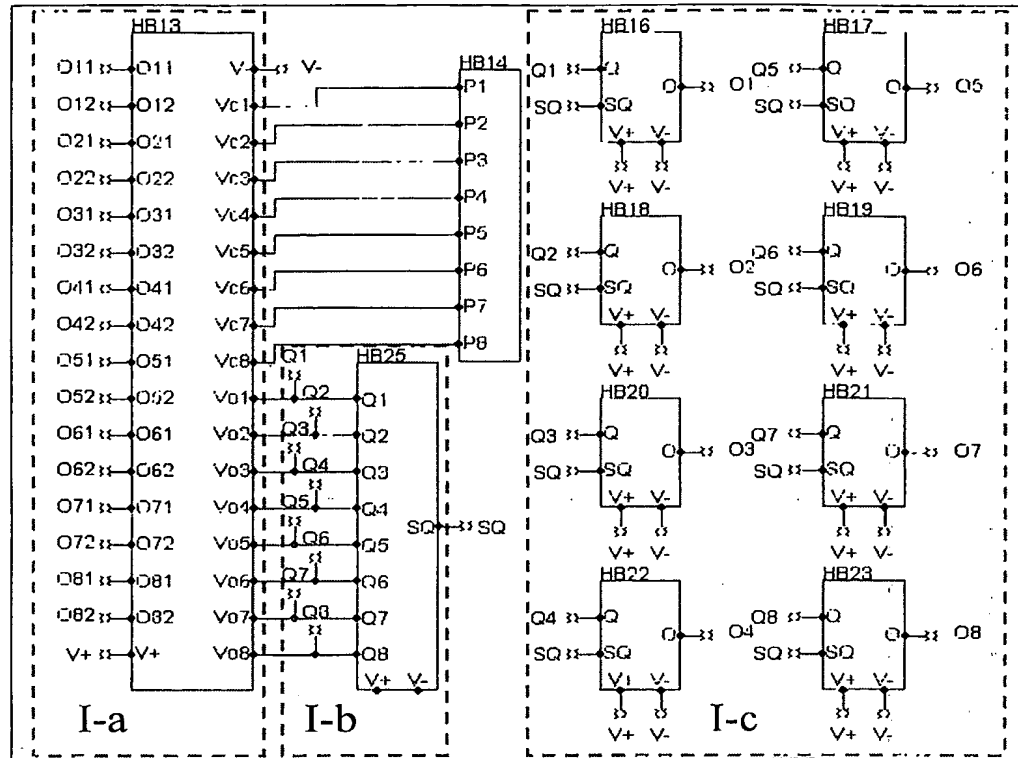 HB13
O11 O11 V- V-
O12 O12 Vc1
O21 O21 Vc2
O22 O22 Vc3
O31 O31 Vc4
O32 O32 Vc5
O41 O41 Vc6
O42 O42 Vc7
O51 O51 Vc8
O52 O52 Vo1
O61 O61 Vo2
O62 O62 Vo3
O71 O71 Vo4
O72 O72 Vo5
O81 O81 Vo6
O82 O82 Vo7
V+ V+ Vo8
I-a
HB14
P1
P2
P3
P4
P5
P6
P7
P8
HB25
Q1 Q1
Q2 Q2
Q3 Q3
Q4 Q4
Q5 Q5
Q6 Q6
Q7 Q7
Q8 Q8
SQ SQ
V+ V-
I-b
HB16
Q1 Q O O1
SQ SQ
V+ V-
V+ V-
HB17
Q5 Q O O5
SQ SQ
V+ V-
V+ V-
HB18
Q2 Q O O2
SQ SQ
V+ V-
V+ V-
HB19
Q6 Q O O6
SQ SQ
V+ V-
V+ V-
HB20
Q3 Q O O3
SQ SQ
V+ V-
V+ V-
HB21
Q7 Q O O7
SQ SQ
V+ V-
V+ V-
HB22
Q4 Q O O4
SQ SQ
V+ V-
V+ V-
HB23
Q8 Q O O8
SQ SQ
V+ V-
V+ V-
I-c